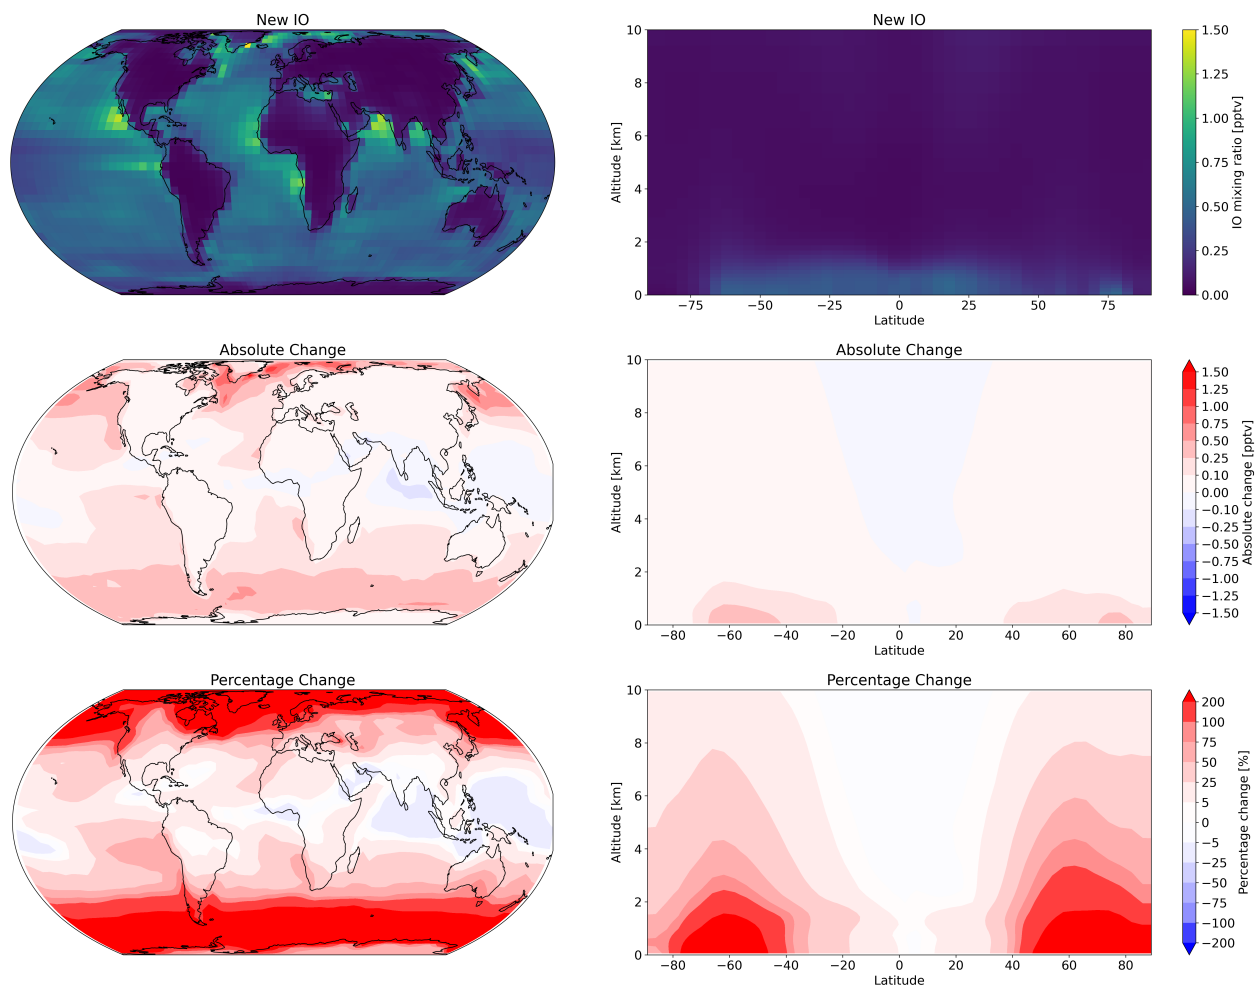 New IO
New IO
10
8
6
4
2
0
Altitude [km]
−75 −50 −25 0 25 50 75
Latitude
1.50
1.25
1.00
0.75
0.50
0.25
0.00
IO mixing ratio [pptv]
Absolute Change
Absolute Change
10
8
6
4
2
0
Altitude [km]
−80 −60 −40 −20 0 20 40 60 80
Latitude
1.50
1.25
1.00
0.75
0.50
0.25
0.10
0.00
−0.10
−0.25
−0.50
−0.75
−1.00
−1.25
−1.50
Absolute change [pptv]
Percentage Change
Percentage Change
10
8
6
4
2
0
Altitude [km]
−80 −60 −40 −20 0 20 40 60 80
Latitude
200
100
75
50
25
5
0
−5
−25
−50
−75
−100
−200
Percentage change [%]